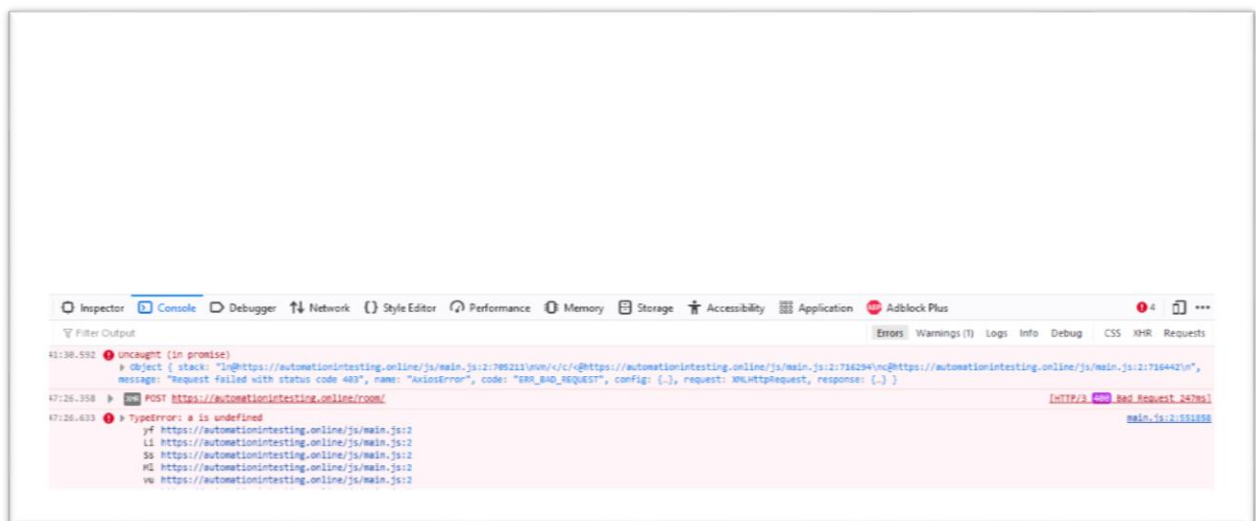 Inspector Console Debugger Network Style Editor Performance Memory Storage Accessibility Application Adblock Plus 4
Filter Output Errors Warnings (1) Logs Info Debug CSS XHR Requests
41:30.592 Uncaught (in promise)
Object { stack: "ln@https://automationintesting.online/js/main.js:2:705211\nVn/</c/<@https://automationintesting.online/js/main.js:2:716294\nc@https://automationintesting.online/js/main.js:2:716442\n",
message: "Request failed with status code 403", name: "AxiosError", code: "ERR_BAD_REQUEST", config: {…}, request: XMLHttpRequest, response: {…} }
47:26.358 XHR POST https://automationintesting.online/room/ [HTTP/3 400 Bad Request 247ms]
47:26.633 TypeError: a is undefined main.js:2:551858
yf https://automationintesting.online/js/main.js:2
Li https://automationintesting.online/js/main.js:2
Ss https://automationintesting.online/js/main.js:2
Ml https://automationintesting.online/js/main.js:2
vu https://automationintesting.online/js/main.js:2